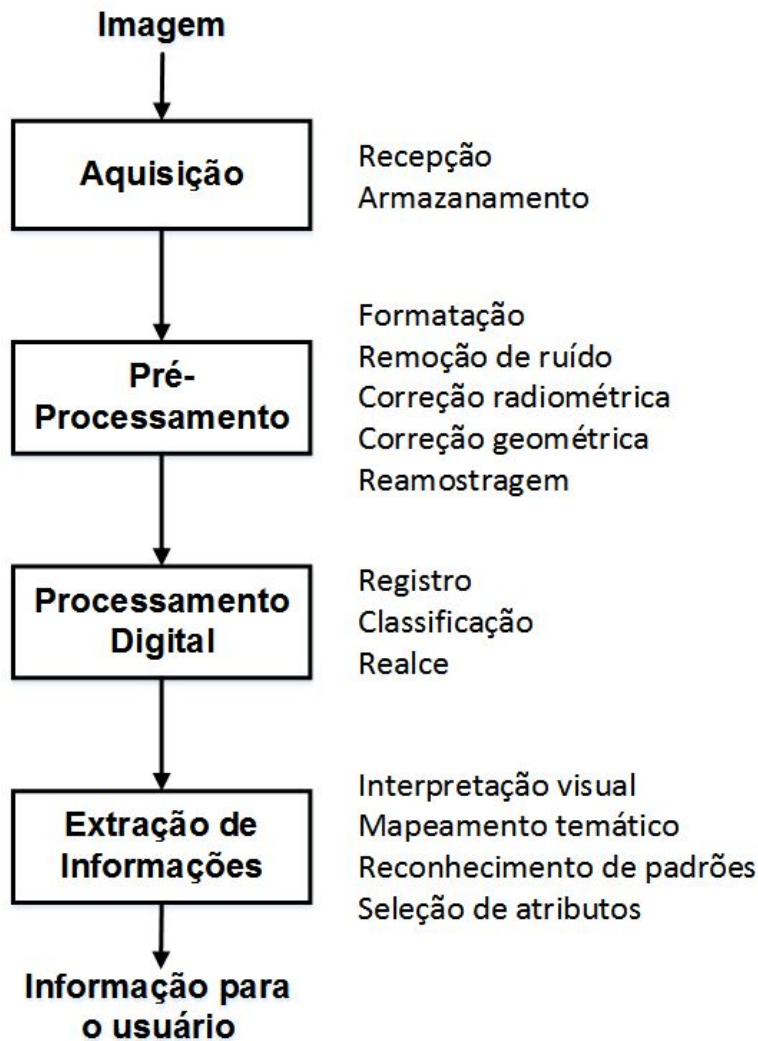 Imagem
Aquisição
Recepção
Armazanamento
Pré-
Processamento
Formatação
Remoção de ruído
Correção radiométrica
Correção geométrica
Reamostragem
Processamento
Digital
Registro
Classificação
Realce
Extração de
Informações
Interpretação visual
Mapeamento temático
Reconhecimento de padrões
Seleção de atributos
Informação para
o usuário